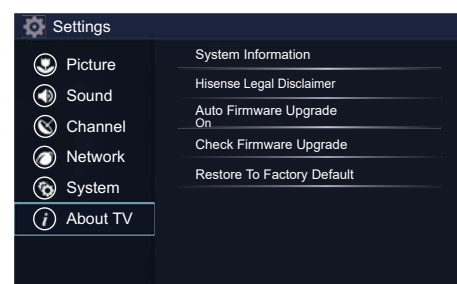 Settings
Picture
Sound
Channel
Network
System
About TV
System Information
Hisense Legal Disclaimer
Auto Firmware Upgrade
On
Check Firmware Upgrade
Restore To Factory Default